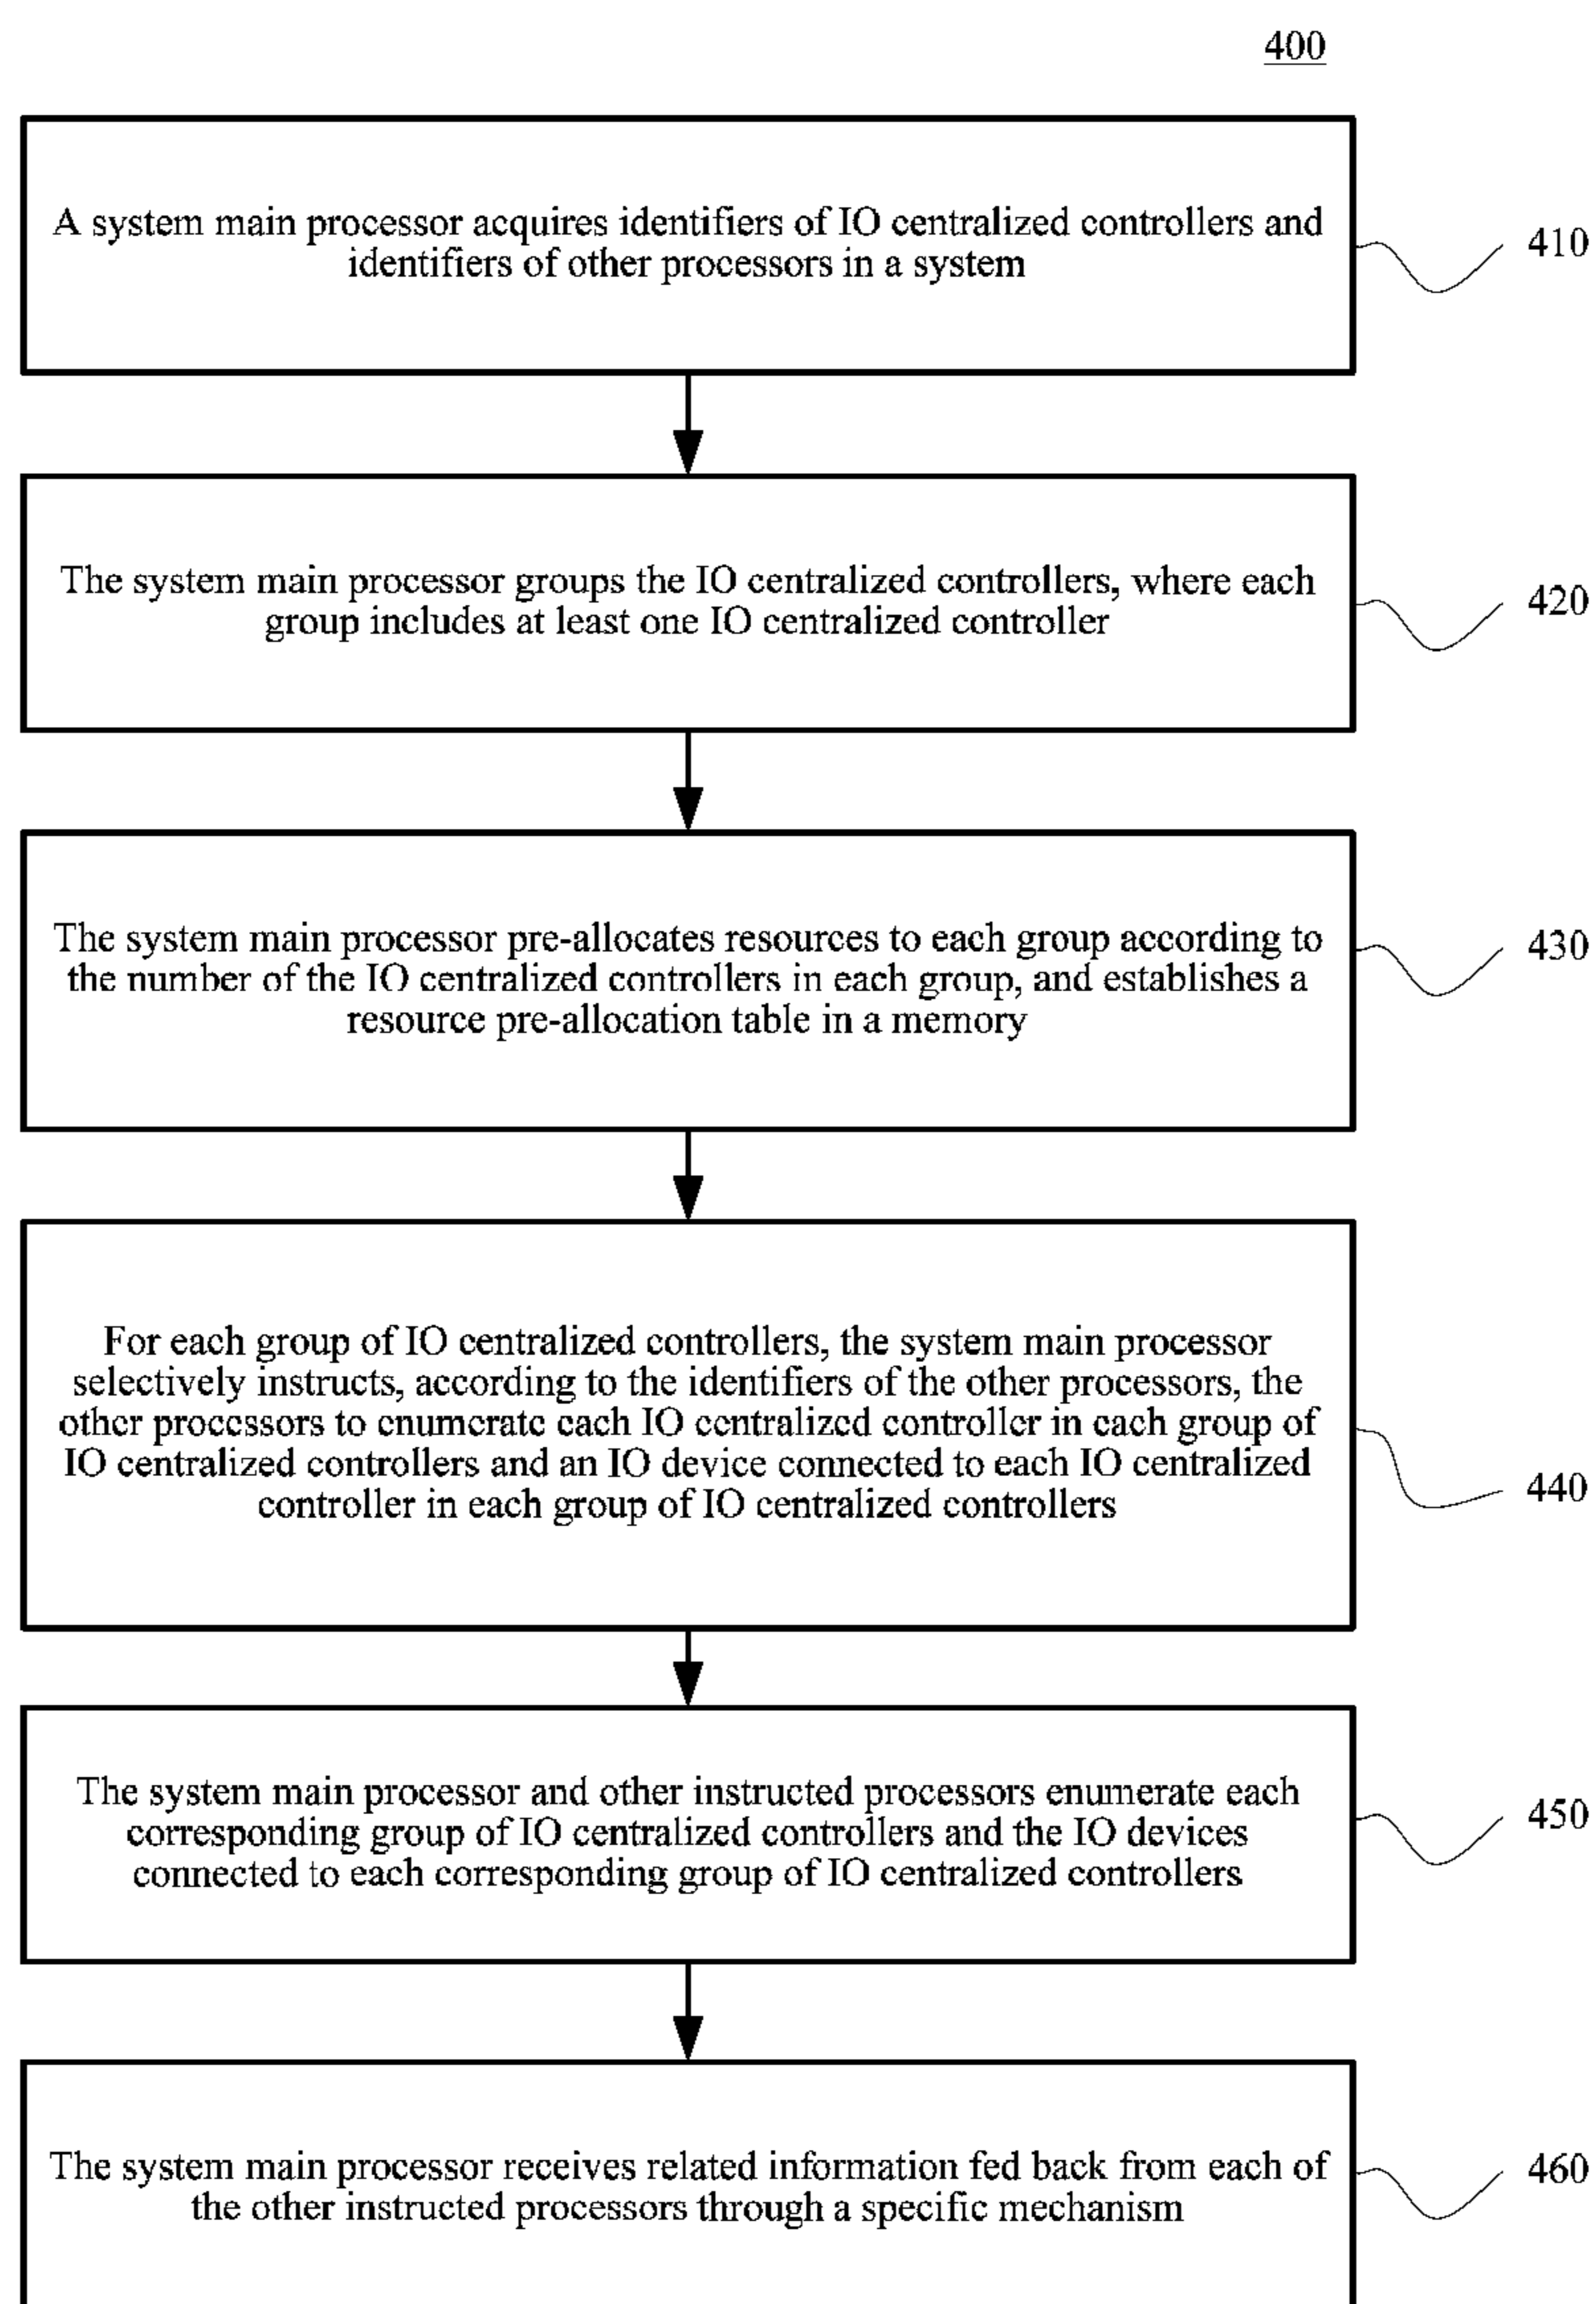 400
A system main processor acquires identifiers of IO centralized controllers and
identifiers of other processors in a system
410
The system main processor groups the IO centralized controllers, where each
group includes at least one IO centralized controller
420
The system main processor pre-allocates resources to each group according to
the number of the IO centralized controllers in each group, and establishes a
resource pre-allocation table in a memory
430
For each group of IO centralized controllers, the system main processor
selectively instructs, according to the identifiers of the other processors, the
other processors to enumerate each IO centralized controller in each group of
IO centralized controllers and an IO device connected to each IO centralized
controller in each group of IO centralized controllers
440
The system main processor and other instructed processors enumerate each
corresponding group of IO centralized controllers and the IO devices
connected to each corresponding group of IO centralized controllers
450
The system main processor receives related information fed back from each of
the other instructed processors through a specific mechanism
460